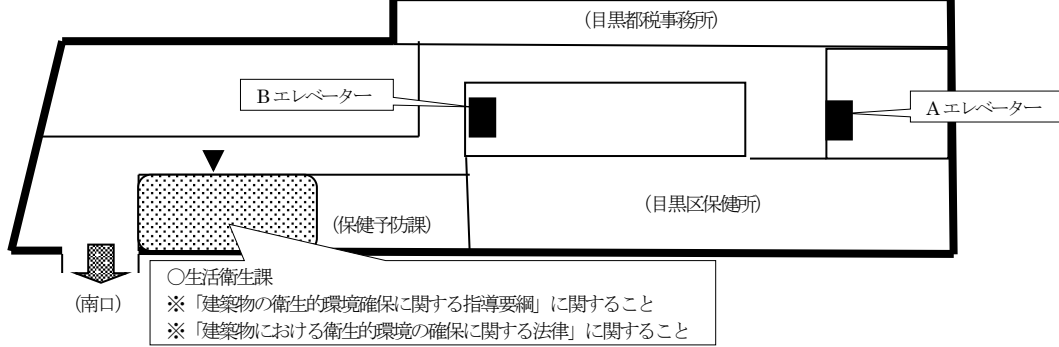 (目黒都税事務所)
Bエレベーター
Aエレベーター
(目黒区保健所)
(保健予防課)
○生活衛生課
※「建築物の衛生的環境確保に関する指導要綱」に関すること
※「建築物における衛生的環境の確保に関する法律」に関すること
(南口)